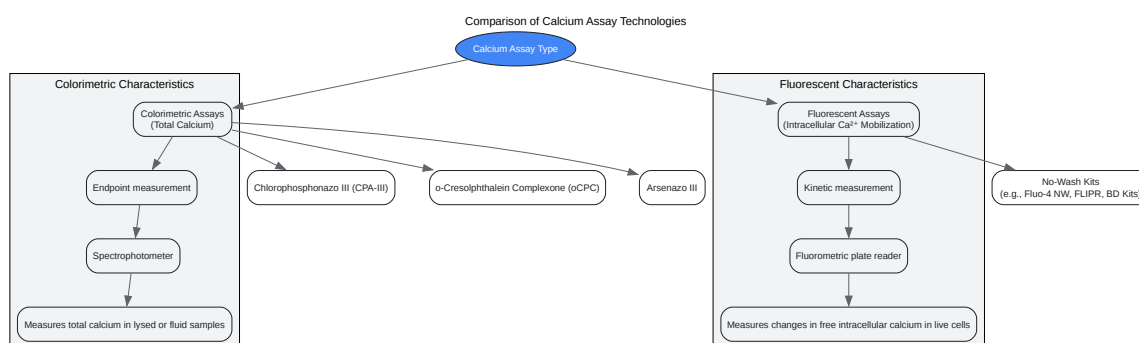 Comparison of Calcium Assay Technologies
Calcium Assay Type
Colorimetric Characteristics
Fluorescent Characteristics
Colorimetric Assays
(Total Calcium)
Fluorescent Assays
(Intracellular Ca²⁺ Mobilization)
Endpoint measurement
Chlorophosphonazo III (CPA-III)
o-Cresolphthalein Complexone (oCPC)
Arsenazo III
Kinetic measurement
No-Wash Kits
(e.g., Fluo-4 NW, FLIPR, BD Kits)
Spectrophotometer
Fluorometric plate reader
Measures total calcium in lysed or fluid samples
Measures changes in free intracellular calcium in live cells